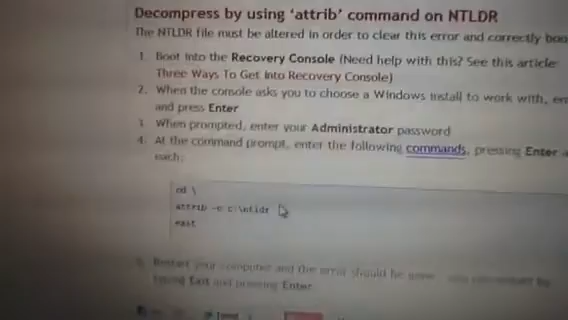 Decompress by using ‘attrib’ command on NTLDR
The NTLDR file must be altered in order to clear this error and correctly boo
1. Boot into the Recovery Console (Need help with this? See this article:
Three Ways To Get Into Recovery Console)
2. When the console asks you to choose a Windows install to work with, en
and press Enter
3. When prompted, enter your Administrator password
4. At the command prompt, enter the following commands, pressing Enter a
each:
cd \
attrib -c c:\ntldr
exit
5. Restart your computer and the error should be gone. you can restart by
typing Exit and pressing Enter.